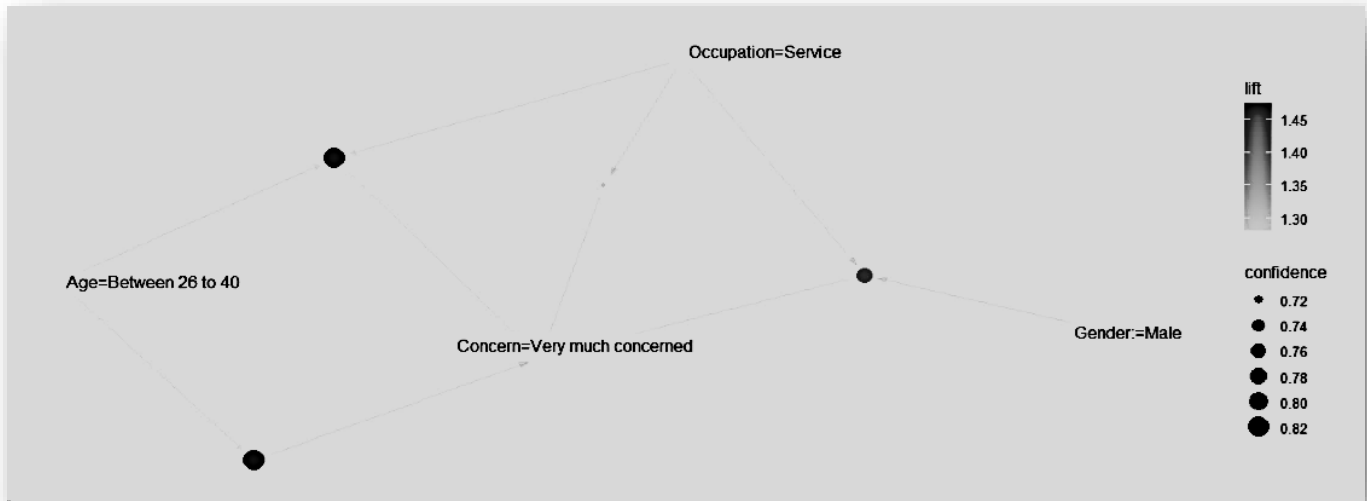 Occupation=Service
Age=Between 26 to 40
Concern=Very much concerned
Gender:=Male
lift
1.45
1.40
1.35
1.30
confidence
0.72
0.74
0.76
0.78
0.80
0.82